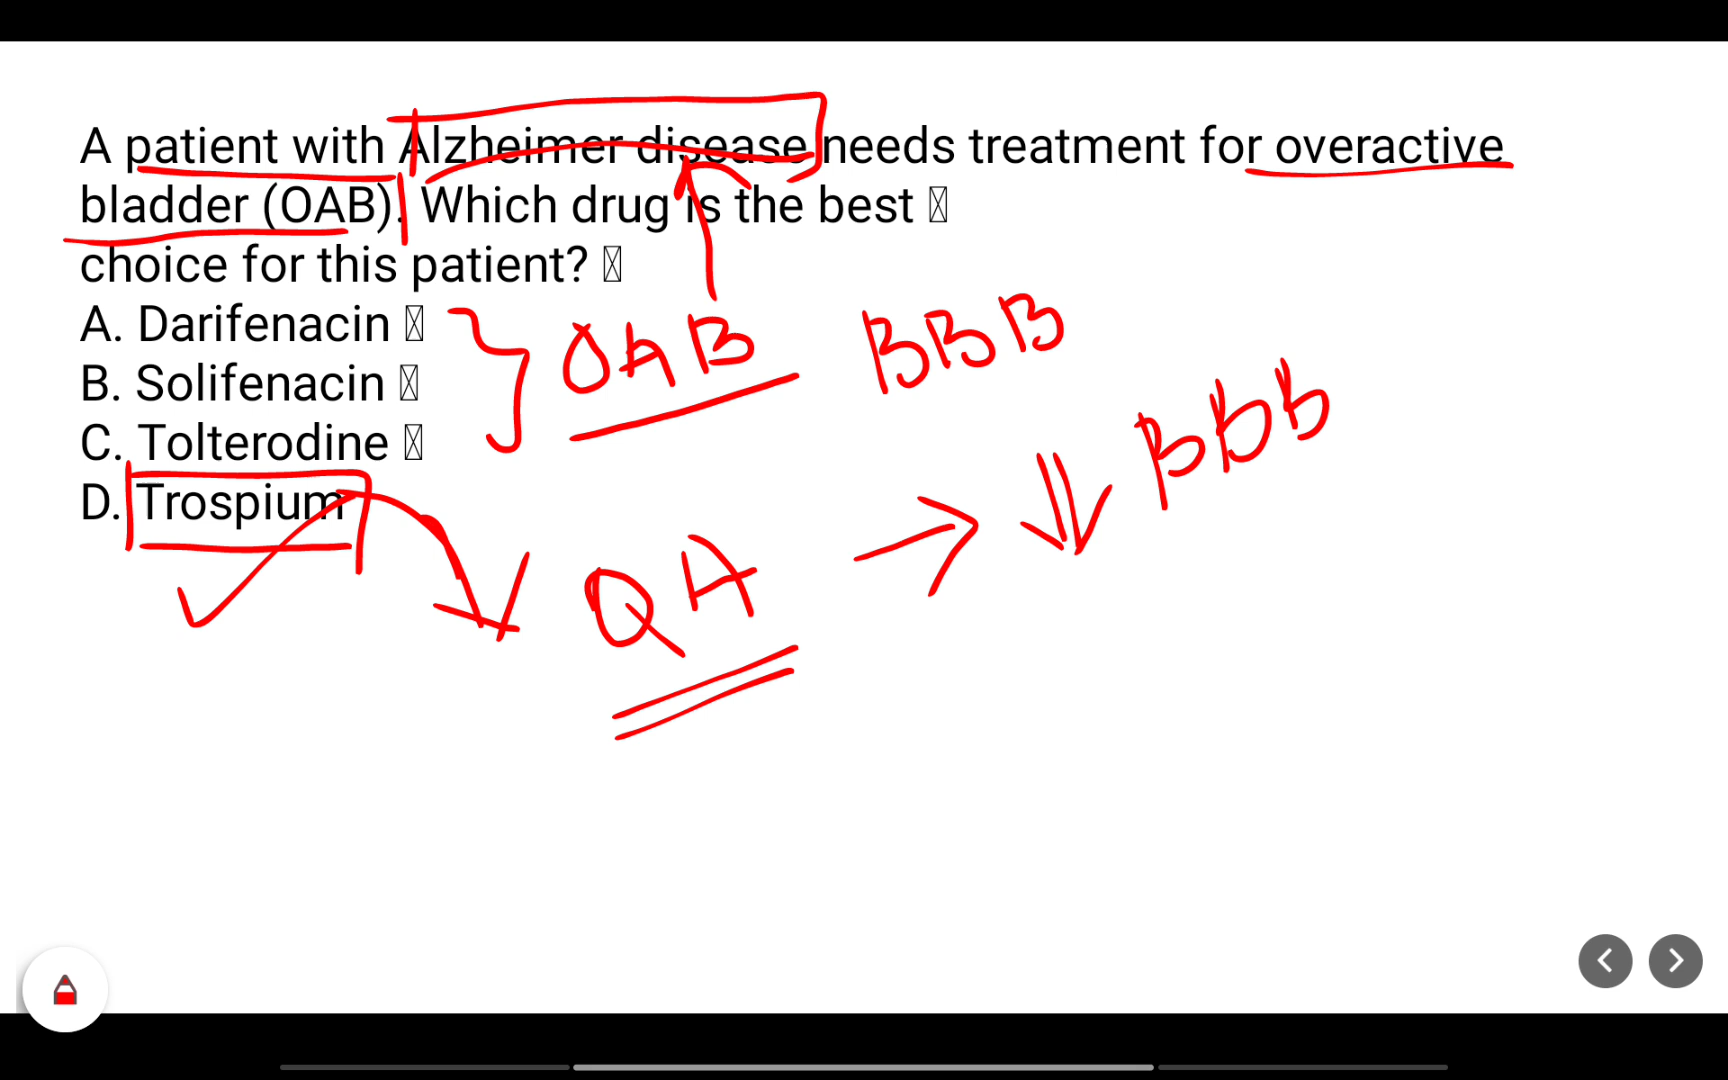 A patient with Alzheimer disease needs treatment for overactive
bladder (OAB). Which drug is the best
choice for this patient?
A. Darifenacin
B. Solifenacin
C. Tolterodine
D. Trospium
OAB
BBB
BBB
QA